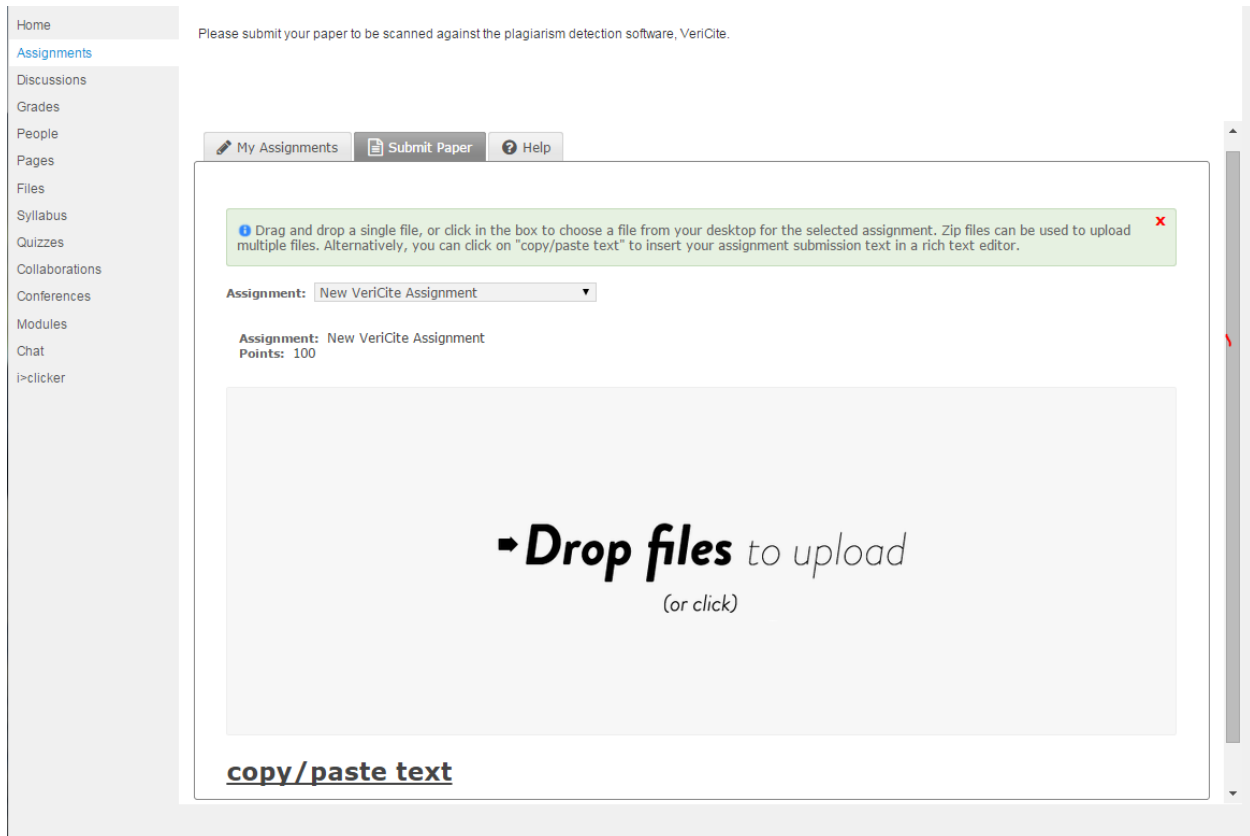 Home
Assignments
Discussions
Grades
People
Pages
Files
Syllabus
Quizzes
Collaborations
Conferences
Modules
Chat
i>clicker
Please submit your paper to be scanned against the plagiarism detection software, VeriCite.
My Assignments Submit Paper Help
Drag and drop a single file, or click in the box to choose a file from your desktop for the selected assignment. Zip files can be used to upload
multiple files. Alternatively, you can click on "copy/paste text" to insert your assignment submission text in a rich text editor.
x
Assignment: New VeriCite Assignment
Assignment: New VeriCite Assignment
Points: 100
Drop files to upload
(or click)
copy/paste text